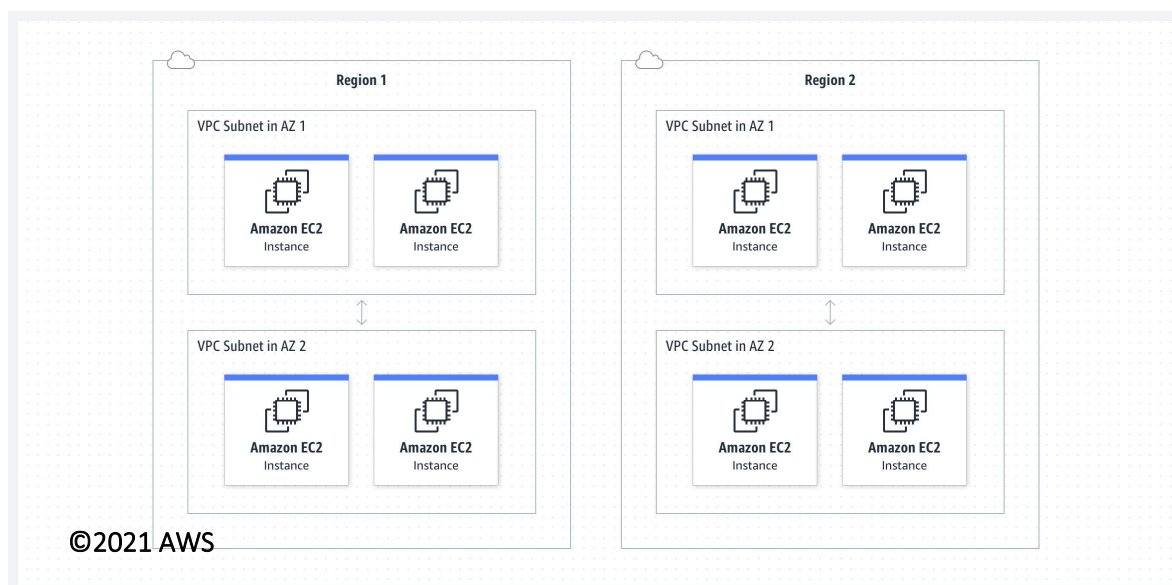 Region 1
VPC Subnet in AZ 1
Amazon EC2
Instance
Amazon EC2
Instance
VPC Subnet in AZ 2
Amazon EC2
Instance
Amazon EC2
Instance
Region 2
VPC Subnet in AZ 1
Amazon EC2
Instance
Amazon EC2
Instance
VPC Subnet in AZ 2
Amazon EC2
Instance
Amazon EC2
Instance
©2021 AWS